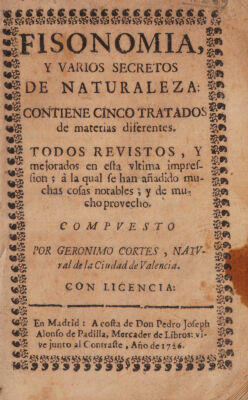 FISONOMIA,
Y VARIOS SECRETOS
DE NATURALEZA:
CONTIENE CINCO TRATADOS
de materias diferentes.
TODOS REVISTOS, Y
mejorados en esta vltima impres-
sion; à la qual se han añadido mu-
chas cosas notables; y de mu-
cho provecho.
COMPVESTO
POR GERONIMO CORTES, NATV-
ral de la Ciudad de Valencia.
CON LICENCIA:
En Madrid: A costa de Don Pedro Joseph
Alonso de Padilla, Mercader de Libros: vi-
ve junto al Contraste, Año de